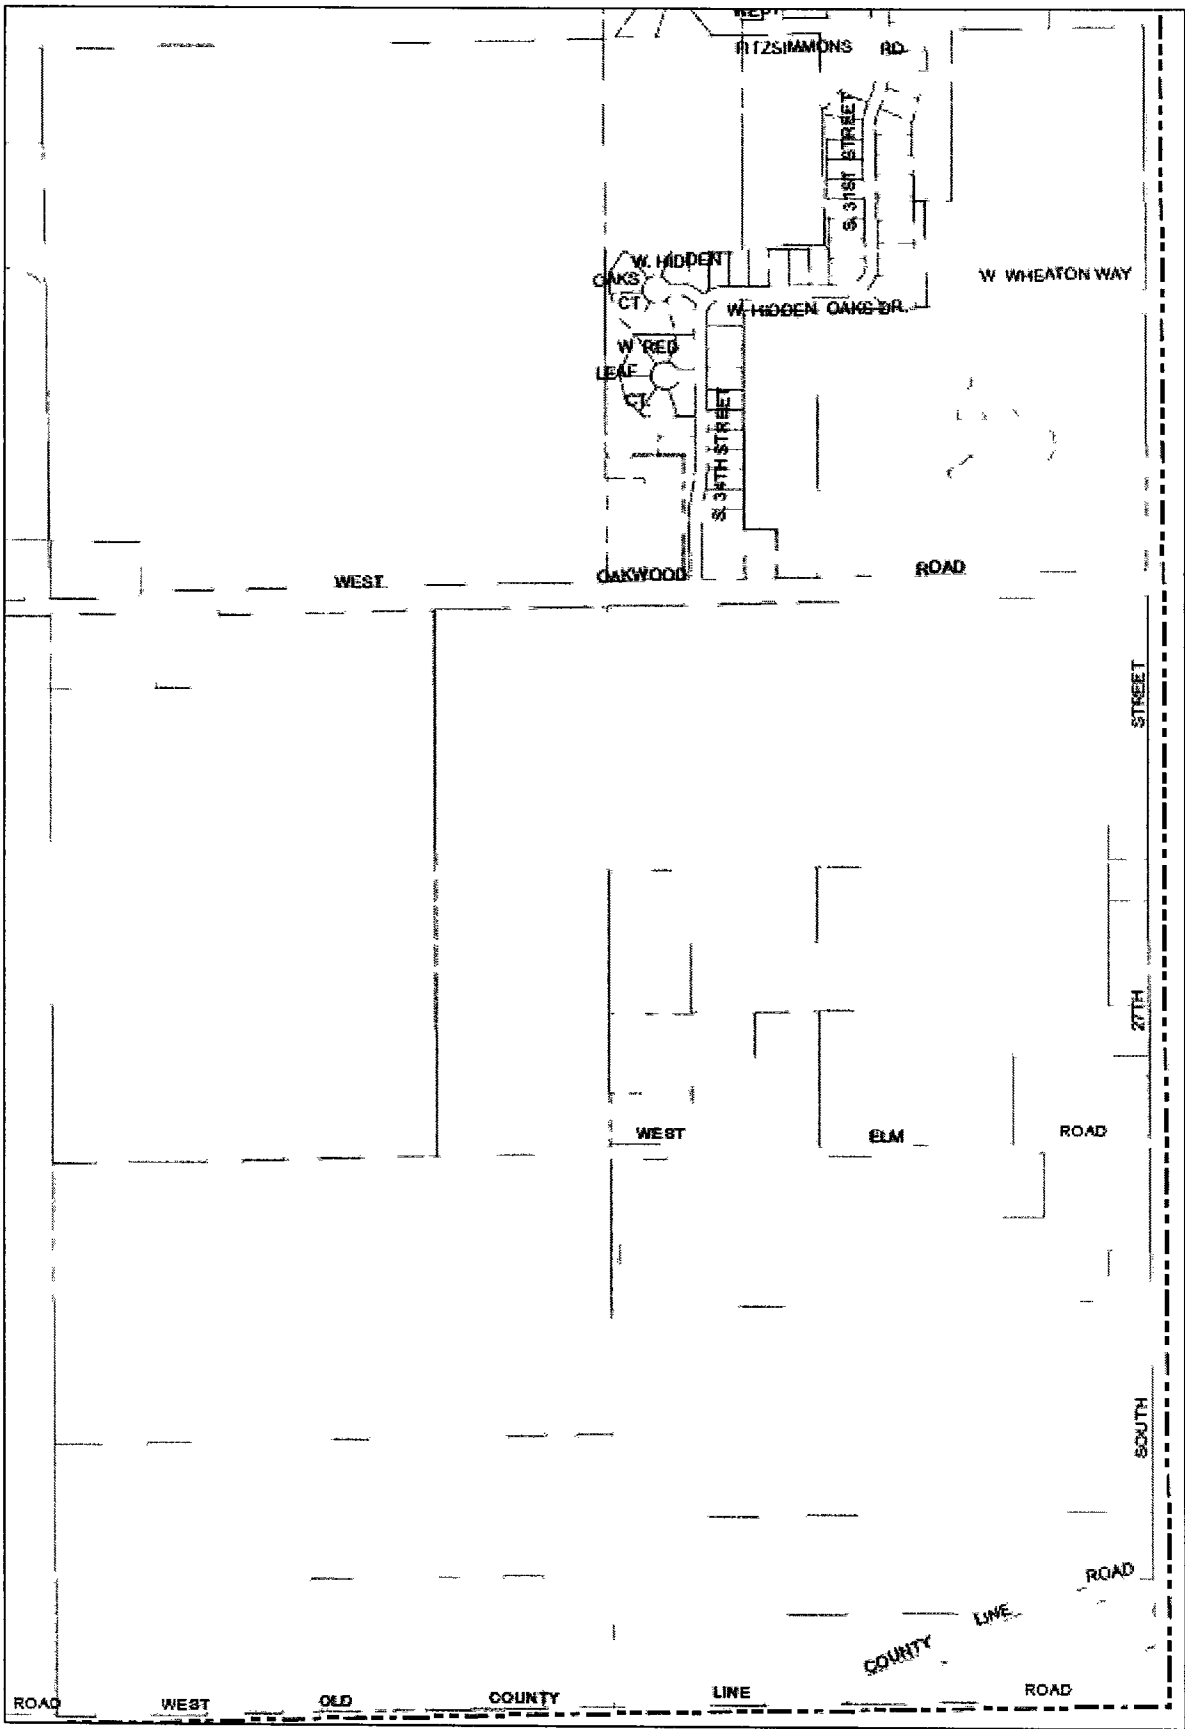 WEST
FITZSIMMONS RD.
S. 31ST STREET
W. HIDDEN
OAKS
CT.
W. HIDDEN OAKS DR.
W WHEATON WAY
W RED
LEAF
CT.
S. 34TH STREET
WEST OAKWOOD ROAD
SOUTH 27TH STREET
WEST ELM ROAD
COUNTY LINE ROAD
ROAD WEST OLD COUNTY LINE ROAD